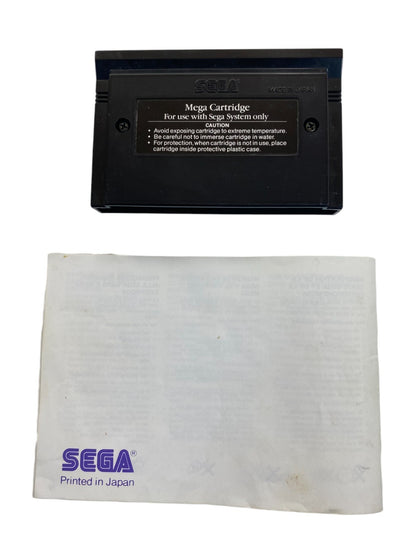 SEGA
MADE IN JAPAN
Mega Cartridge
For use with Sega System only
CAUTION
• Avoid exposing cartridge to extreme temperature.
• Be careful not to immerse cartridge in water.
• For protection, when cartridge is not in use, place
cartridge inside protective plastic case.
SEGA®
Printed in Japan